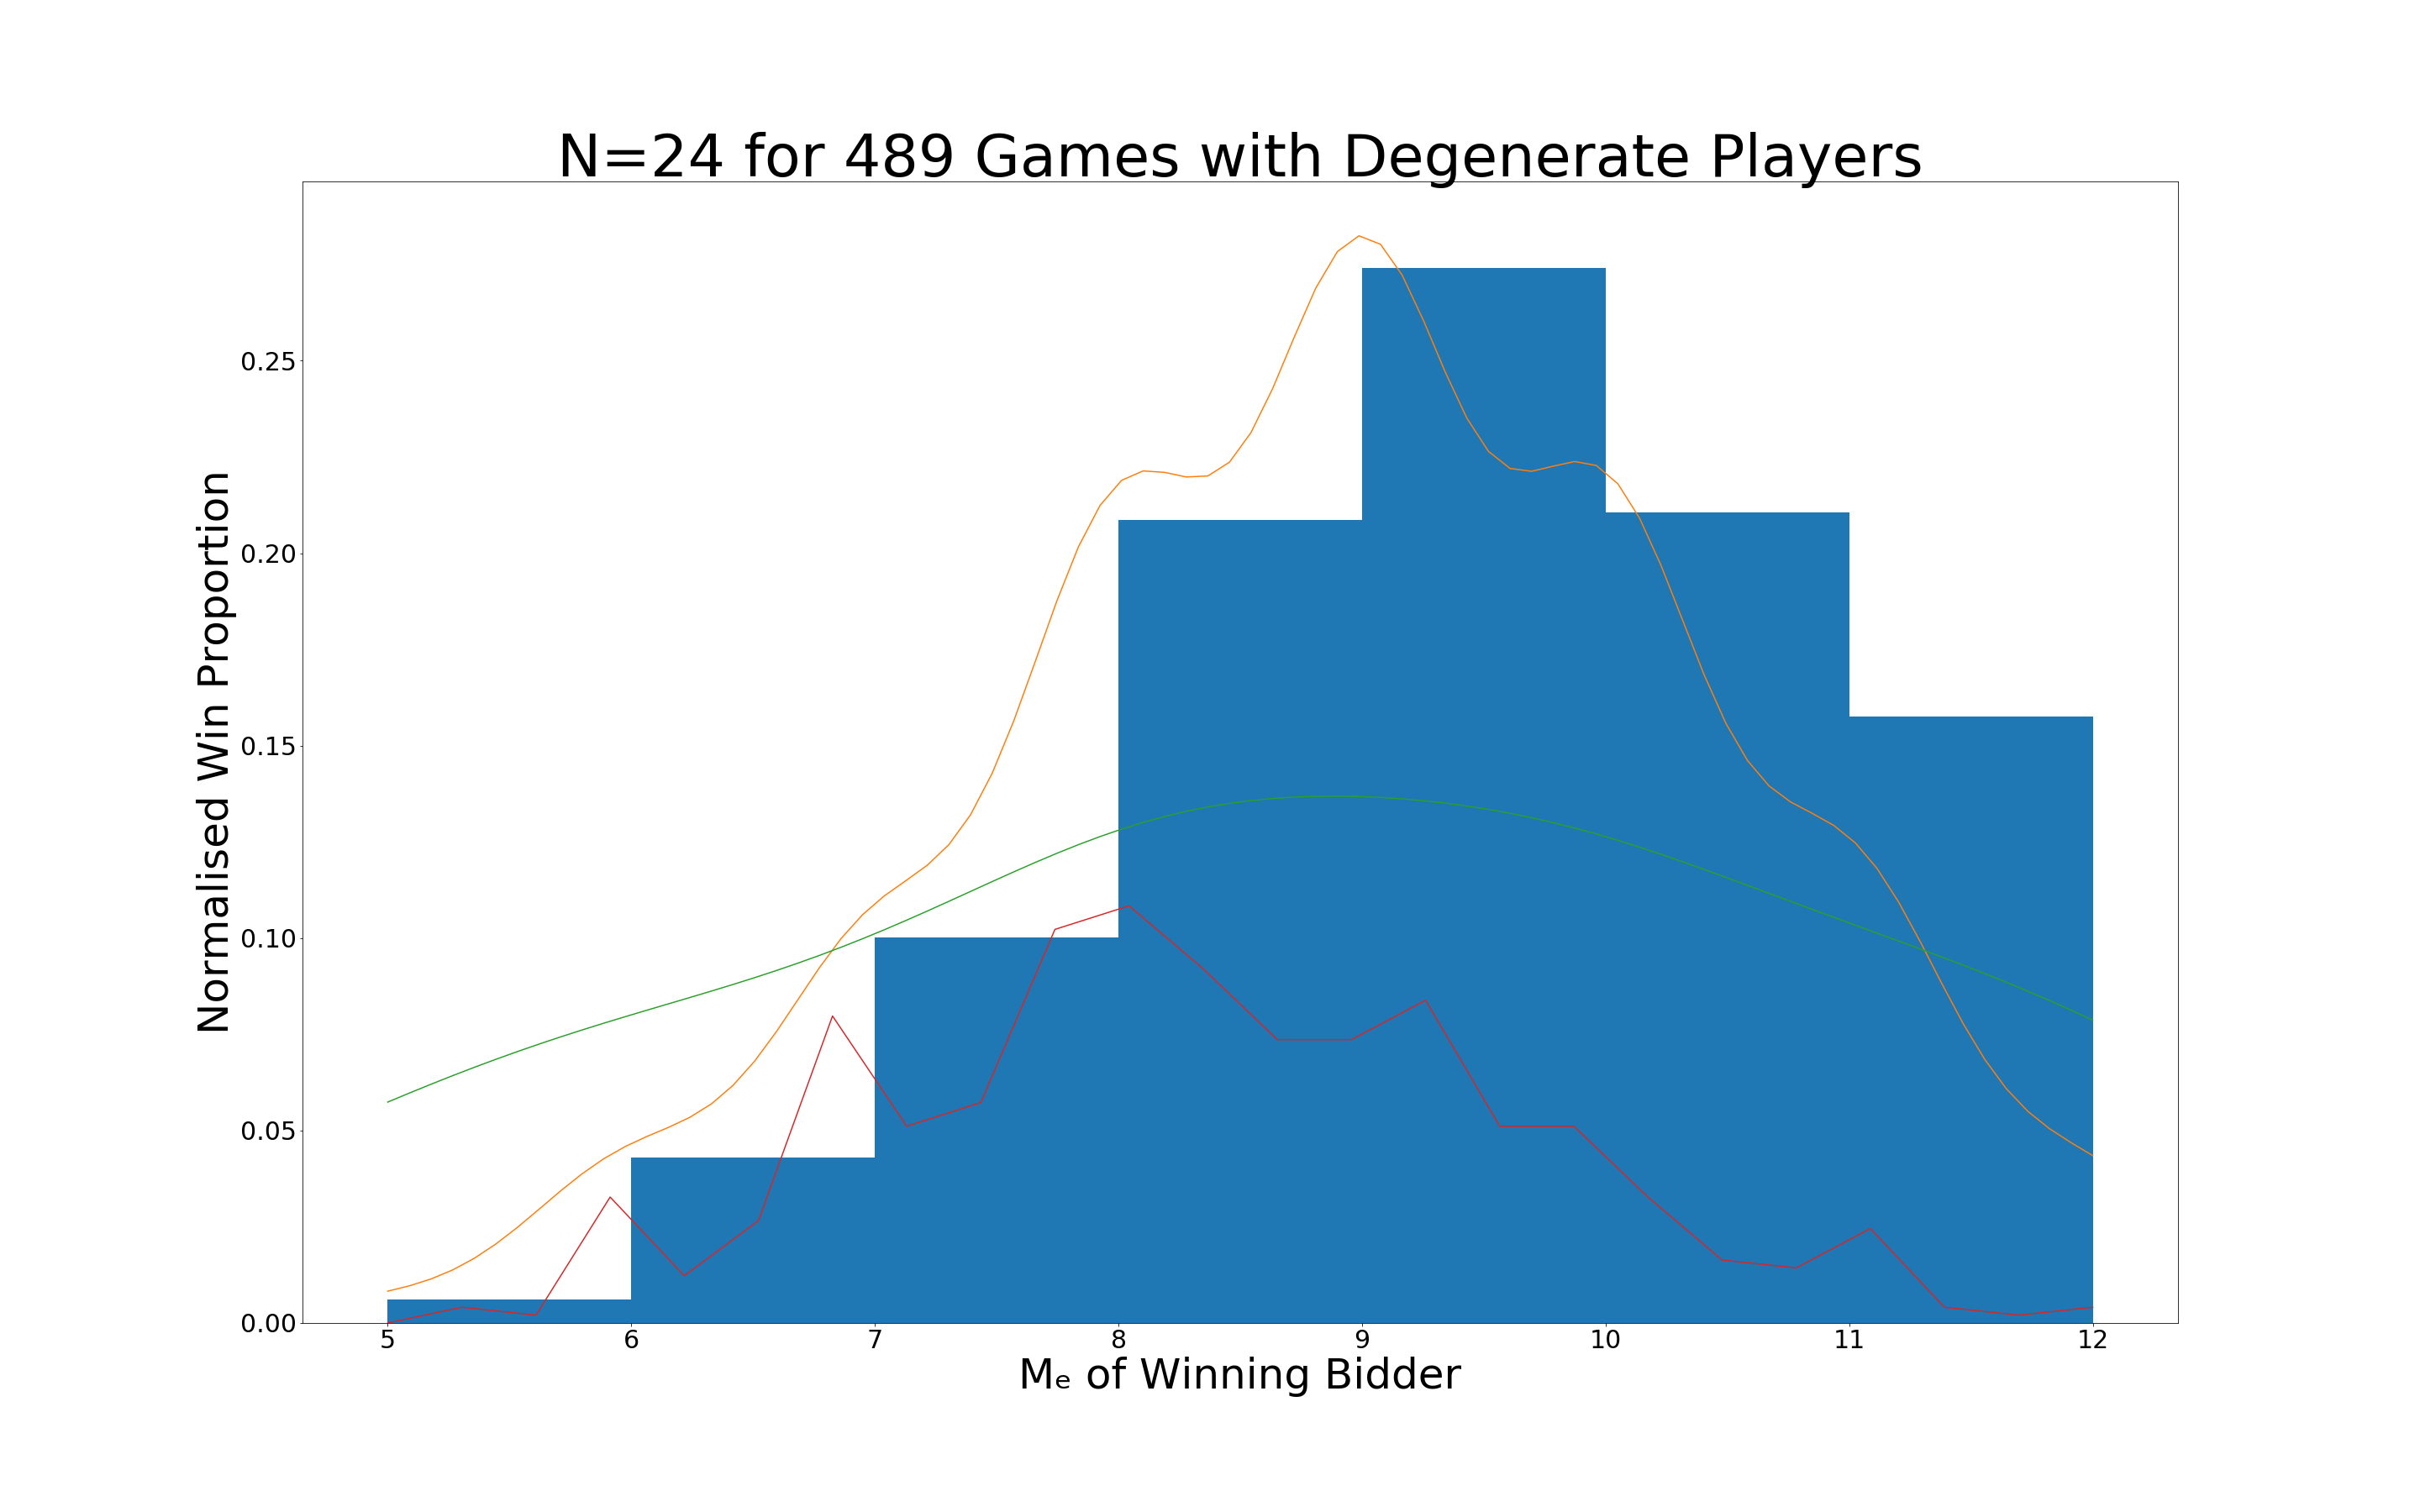 N=24 for 489 Games with Degenerate Players
Normalised Win Proportion
0.25
0.20
0.15
0.10
0.05
0.00
5 6 7 8 9 10 11 12
Mₑ of Winning Bidder